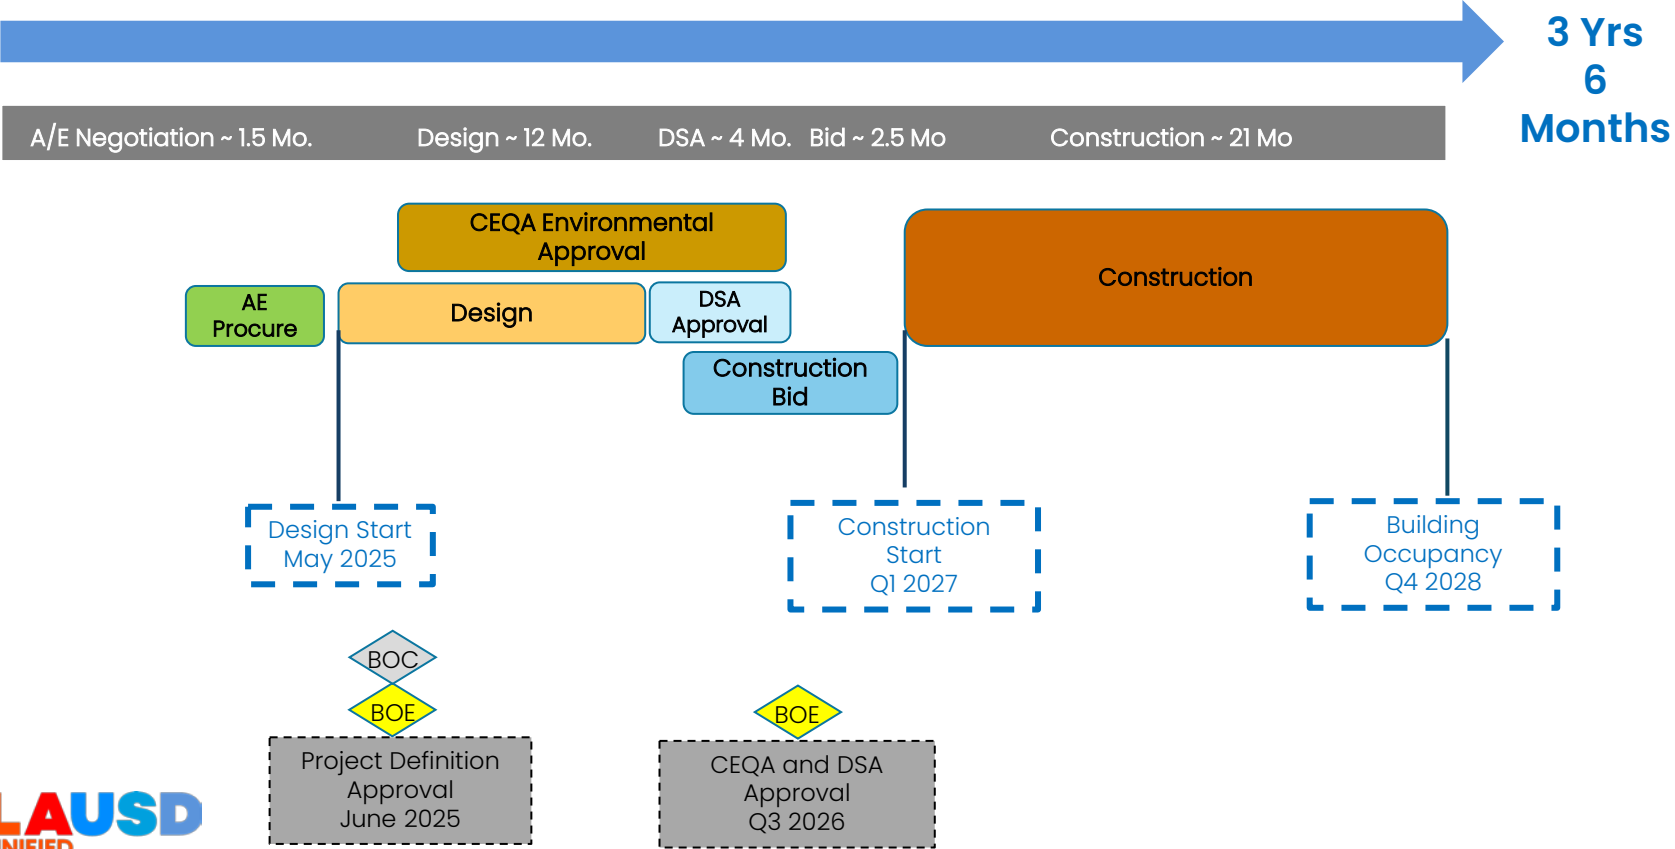 3 Yrs
6
Months
A/E Negotiation ~ 1.5 Mo.
Design ~ 12 Mo.
DSA ~ 4 Mo.
Bid ~ 2.5 Mo
Construction ~ 21 Mo
CEQA Environmental
Approval
AE
Procure
Design
DSA
Approval
Construction
Bid
Construction
Design Start
May 2025
Construction
Start
Q1 2027
Building
Occupancy
Q4 2028
BOC
BOE
Project Definition
Approval
June 2025
BOE
CEQA and DSA
Approval
Q3 2026
LAUSD
NIFIED